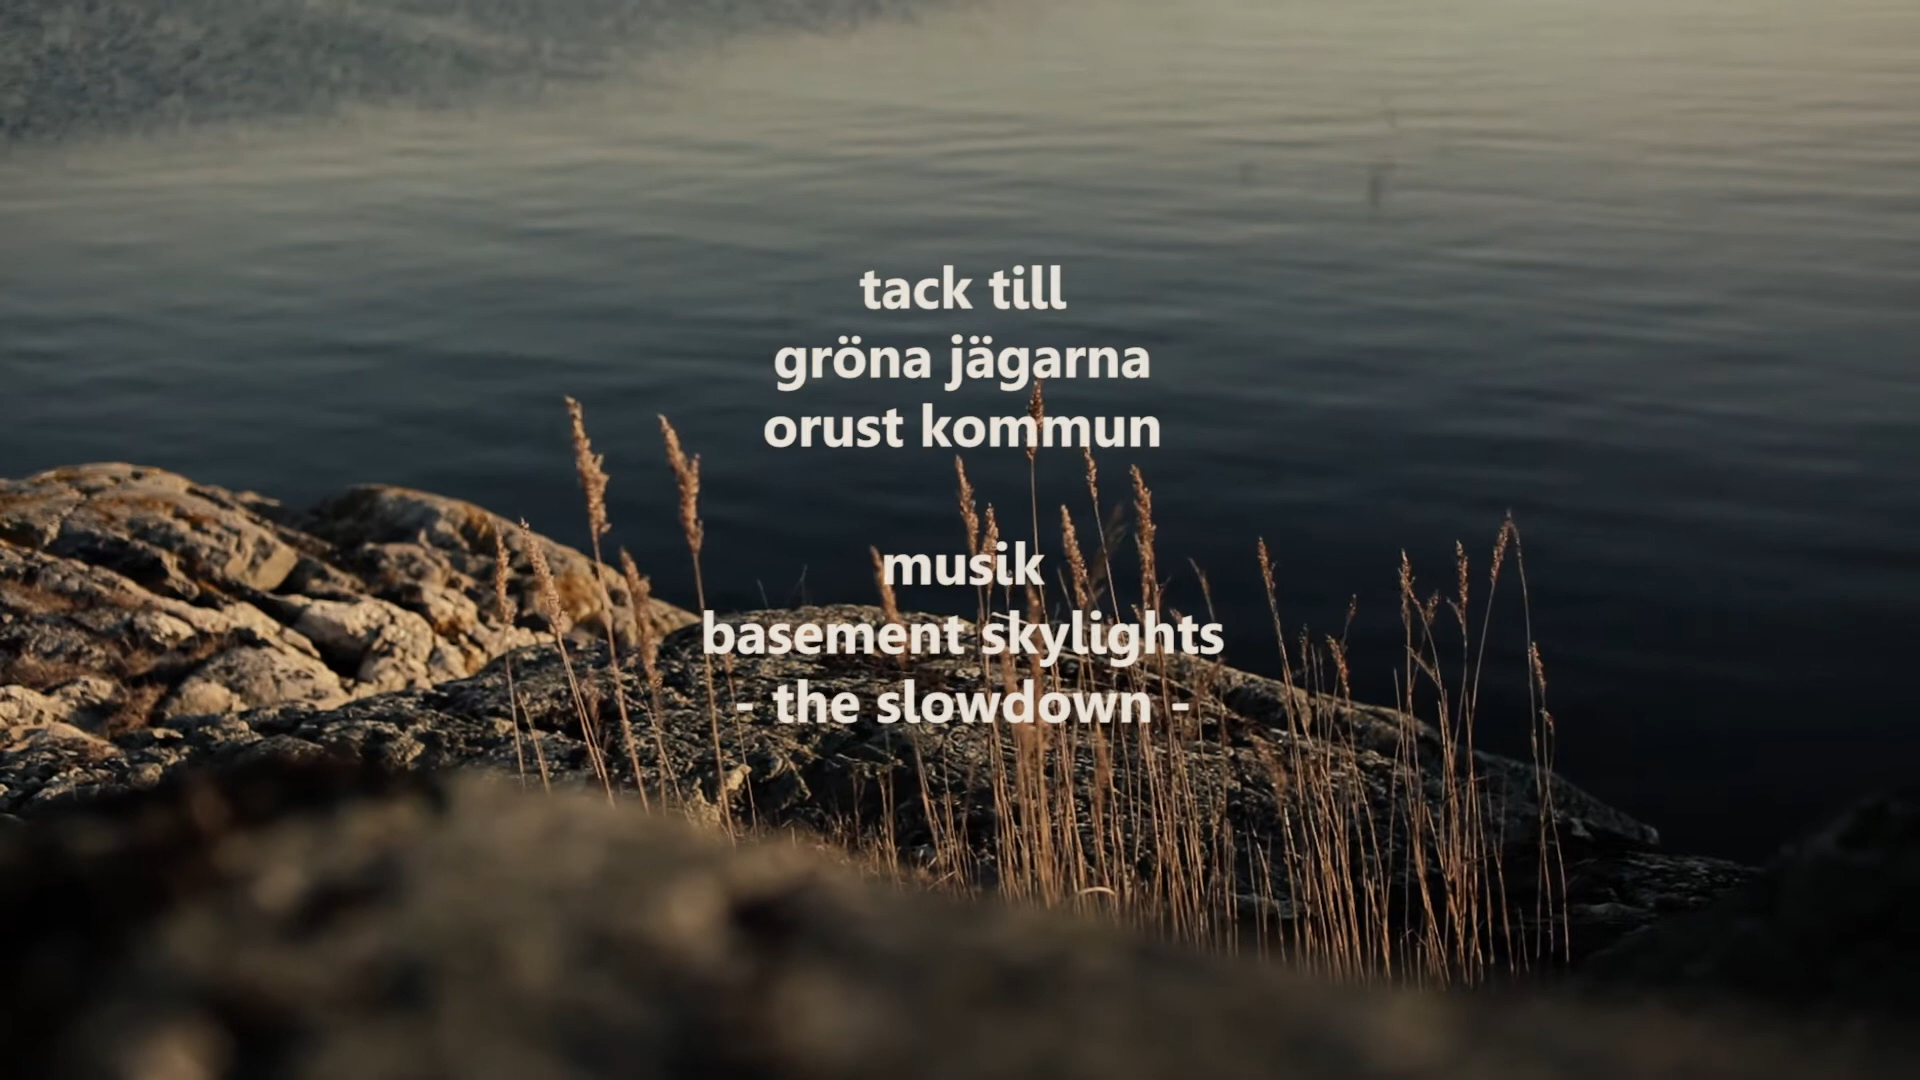 tack till
gröna jägarna
orust kommun
musik
basement skylights
- the slowdown -